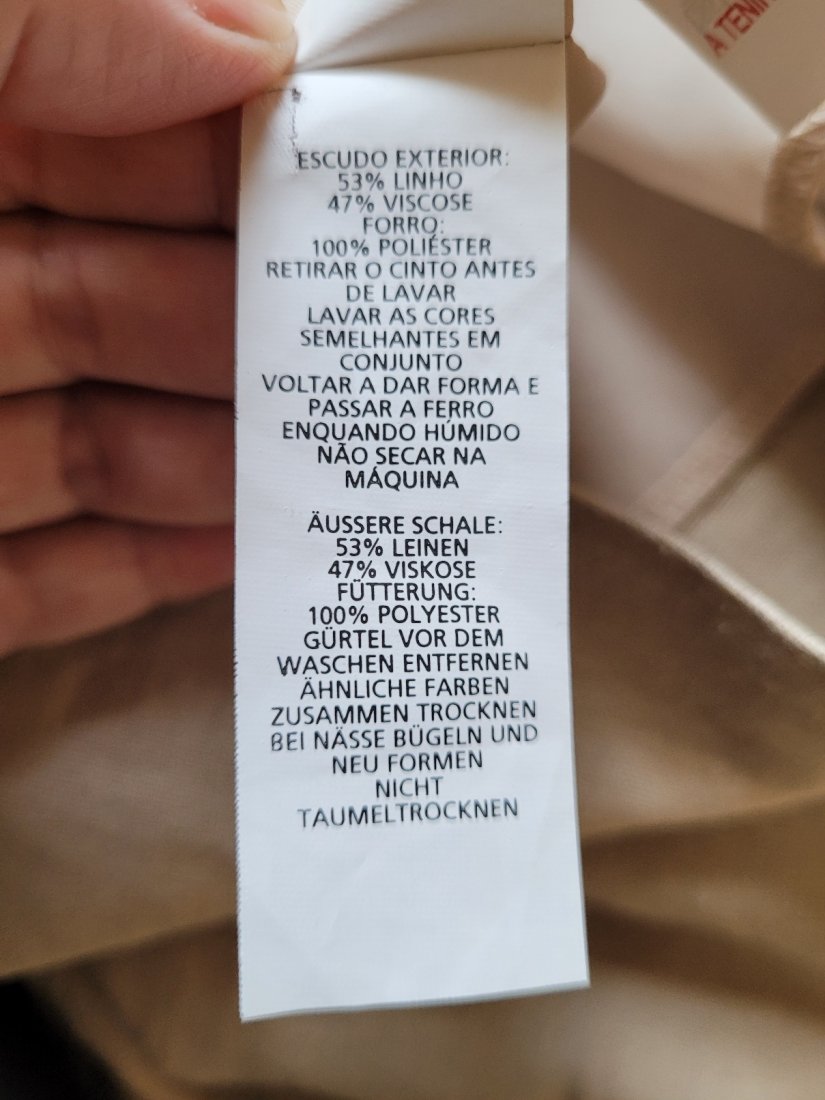 A TENI
ESCUDO EXTERIOR:
53% LINHO
47% VISCOSE
FORRO:
100% POLIÉSTER
RETIRAR O CINTO ANTES
DE LAVAR
LAVAR AS CORES
SEMELHANTES EM
CONJUNTO
VOLTAR A DAR FORMA E
PASSAR A FERRO
ENQUANDO HÚMIDO
NÃO SECAR NA
MÁQUINA
ÄUSSERE SCHALE:
53% LEINEN
47% VISKOSE
FÜTTERUNG:
100% POLYESTER
GÜRTEL VOR DEM
WASCHEN ENTFERNEN
ÄHNLICHE FARBEN
ZUSAMMEN TROCKNEN
BEI NÄSSE BÜGELN UND
NEU FORMEN
NICHT
TAUMELTROCKNEN